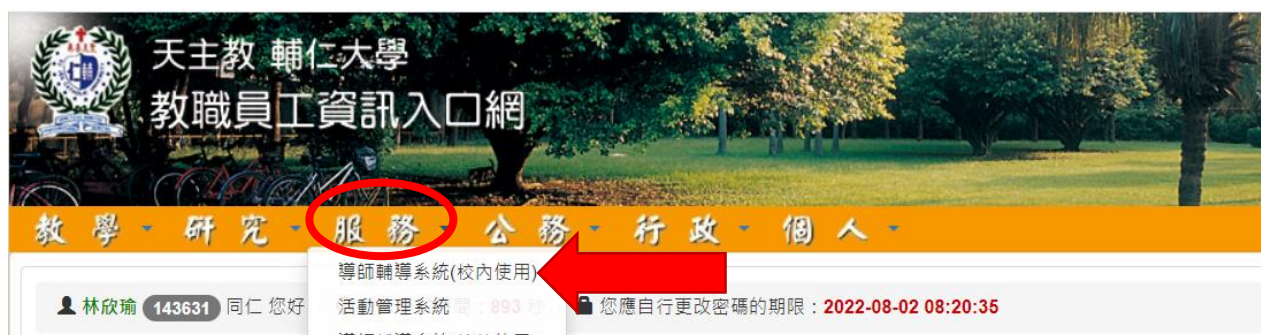 天主教 輔仁大學
教職員工資訊入口網
教學 研究 服務 公務 行政 個人
導師輔導系統(校內使用)
林欣瑜 143631 同仁 您好 活動管理系統 : 893 秒 您應自行更改密碼的期限：2022-08-02 08:20:35